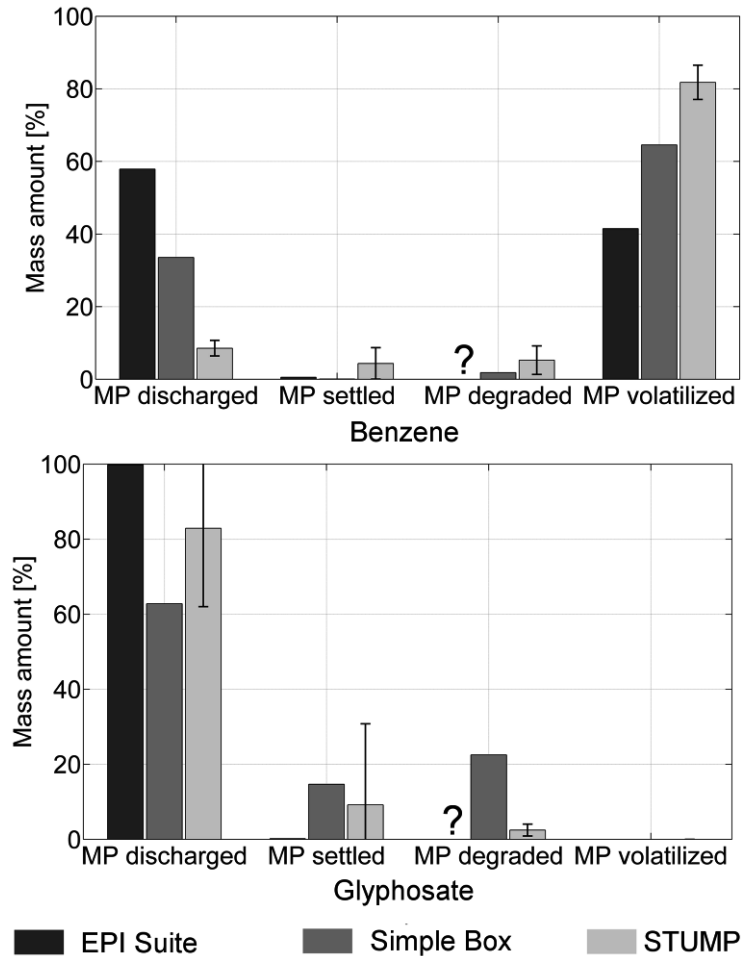 100
80
60
40
20
0
Mass amount [%]
?
MP discharged MP settled MP degraded MP volatilized
Benzene
100
80
60
40
20
0
Mass amount [%]
?
MP discharged MP settled MP degraded MP volatilized
Glyphosate
EPI Suite Simple Box STUMP